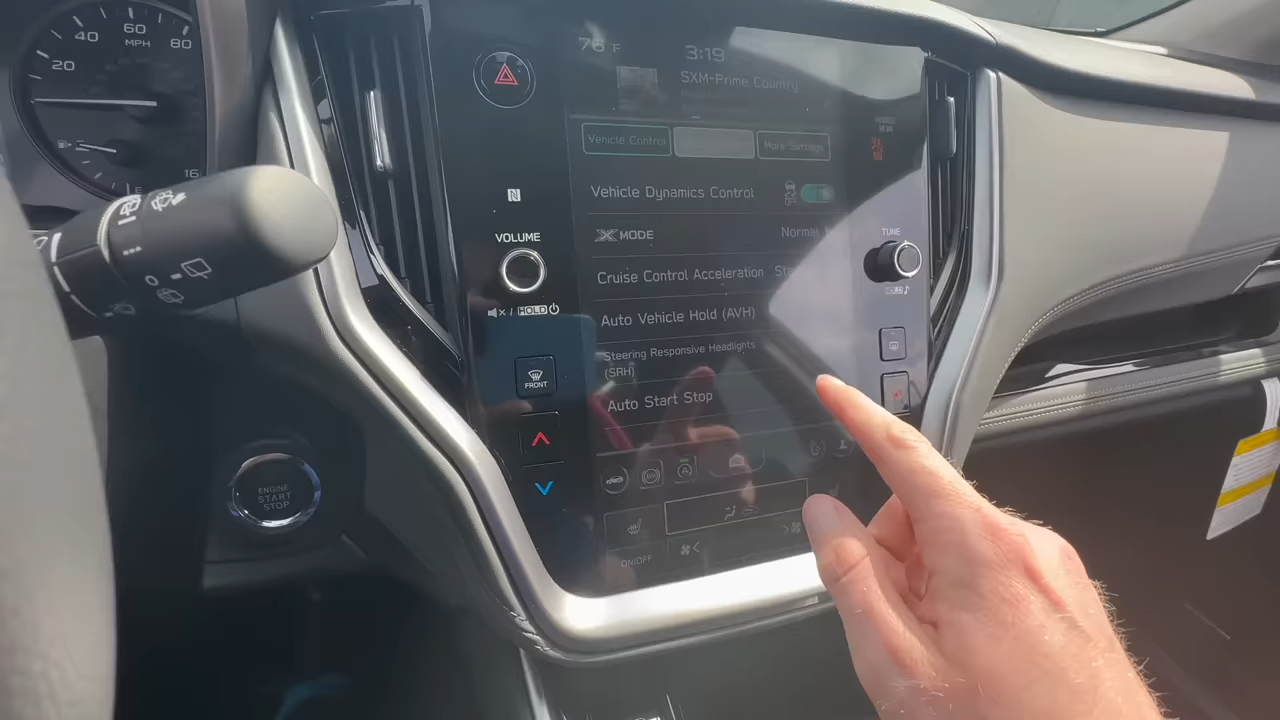 20
40
60
80
MPH
16
E
76°F
3:19
SXM-Prime Country
Vehicle Control
More Settings
Vehicle Dynamics Control
X MODE
Normal
Cruise Control Acceleration
Auto Vehicle Hold (AVH)
Steering Responsive Headlights
(SRH)
Auto Start Stop
ON/OFF
VOLUME
/ HOLD
FRONT
TUNE
ENGINE
START
STOP